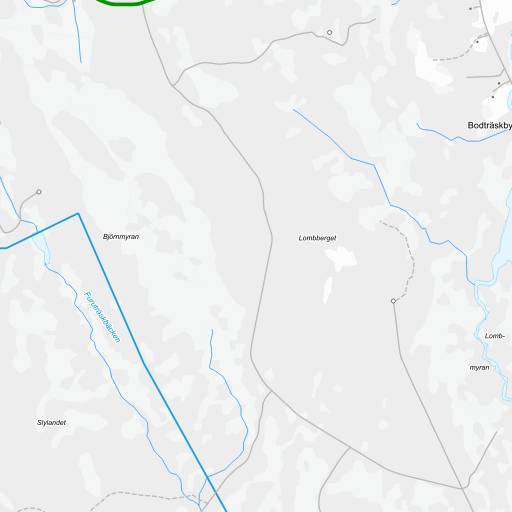 Bodträskby
Björnmyran
Lombberget
Furuträskbäcken
Lomb-
myran
Slylandet